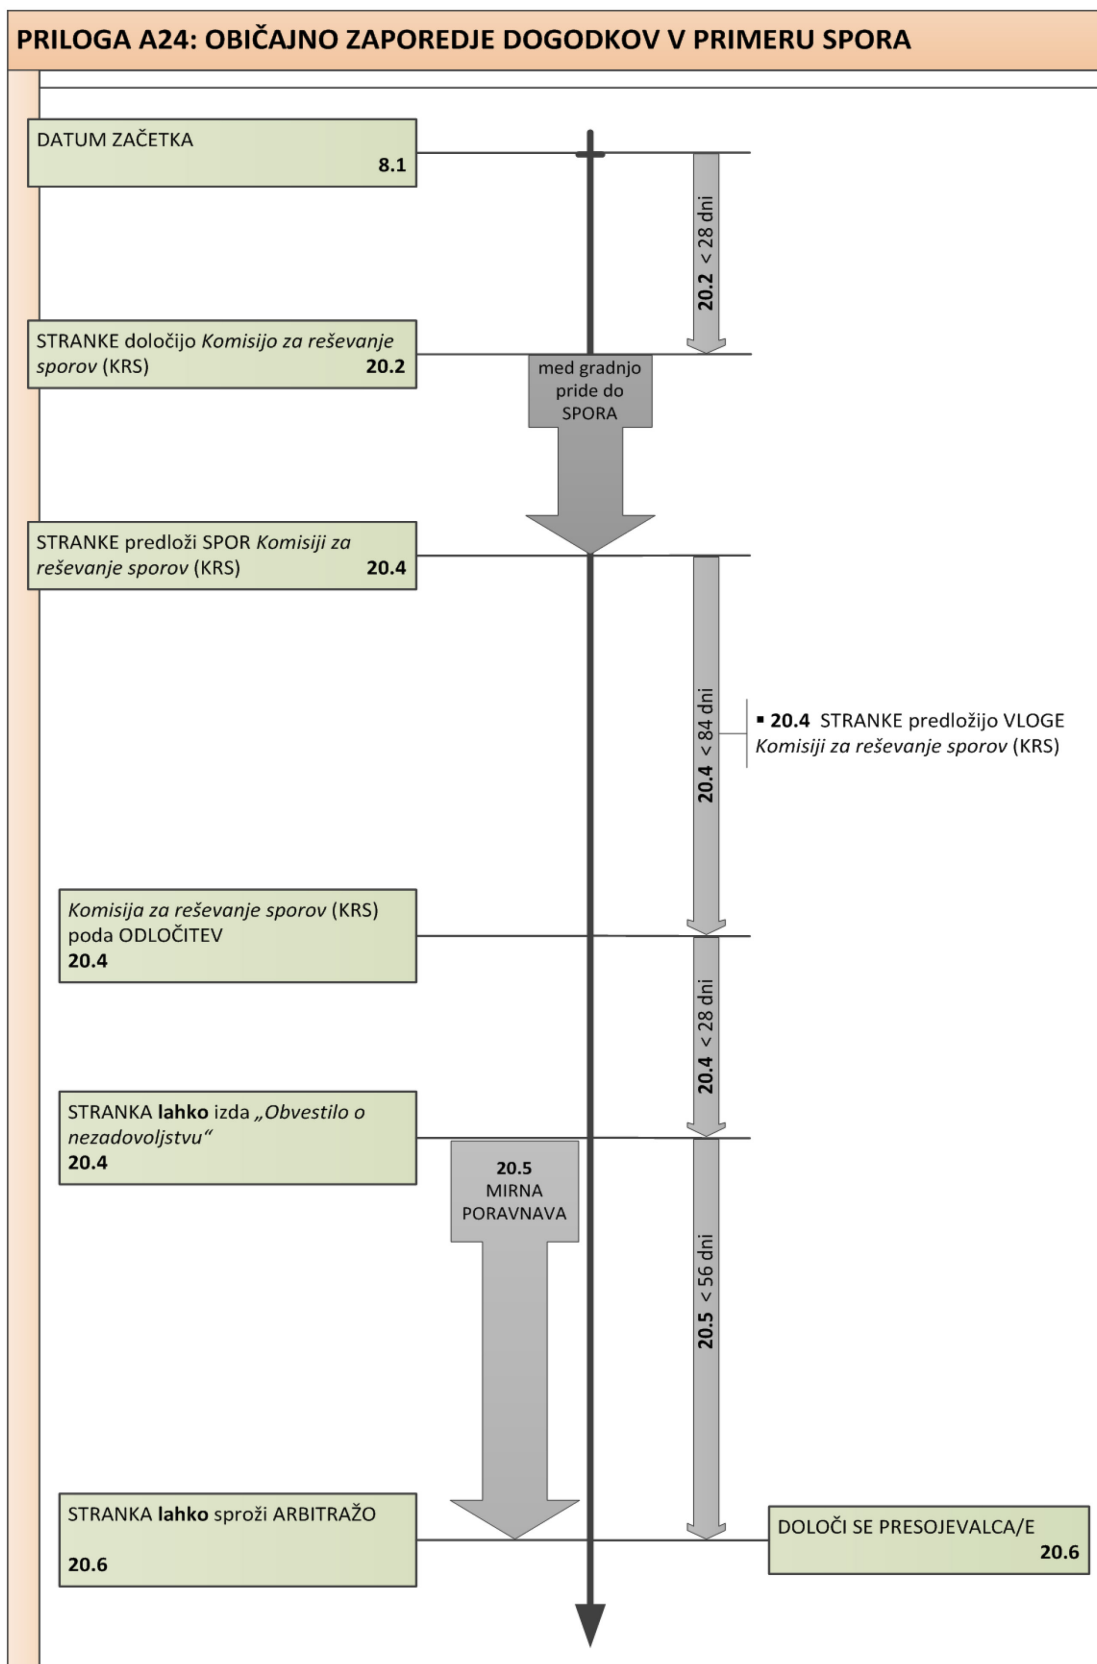 PRILOGA A24: OBIČAJNO ZAPOREDJE DOGODKOV V PRIMERU SPORA
DATUM ZAČETKA
8.1
20.2 < 28 dni
STRANKE določijo Komisijo za reševanje
sporov (KRS) 20.2
med gradnjo
pride do
SPORA
STRANKE predloži SPOR Komisiji za
reševanje sporov (KRS) 20.4
20.4 < 84 dni
▪ 20.4 STRANKE predložijo VLOGE
Komisiji za reševanje sporov (KRS)
Komisija za reševanje sporov (KRS)
poda ODLOČITEV
20.4
20.4 < 28 dni
STRANKA lahko izda „Obvestilo o
nezadovoljstvu“
20.4
20.5
MIRNA
PORAVNAVA
20.5 < 56 dni
STRANKA lahko sproži ARBITRAŽO
20.6
DOLOČI SE PRESOJEVALCA/E
20.6